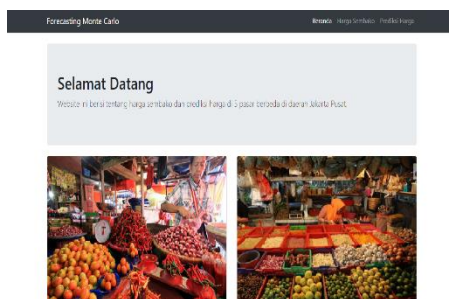 Forecasting Monte Carlo
Beranda Harga Sembako Prediksi Harga
Selamat Datang
Website ini berisi tentang harga sembako dan prediksi harga di 5 pasar berbeda di daerah Jakarta Pusat.